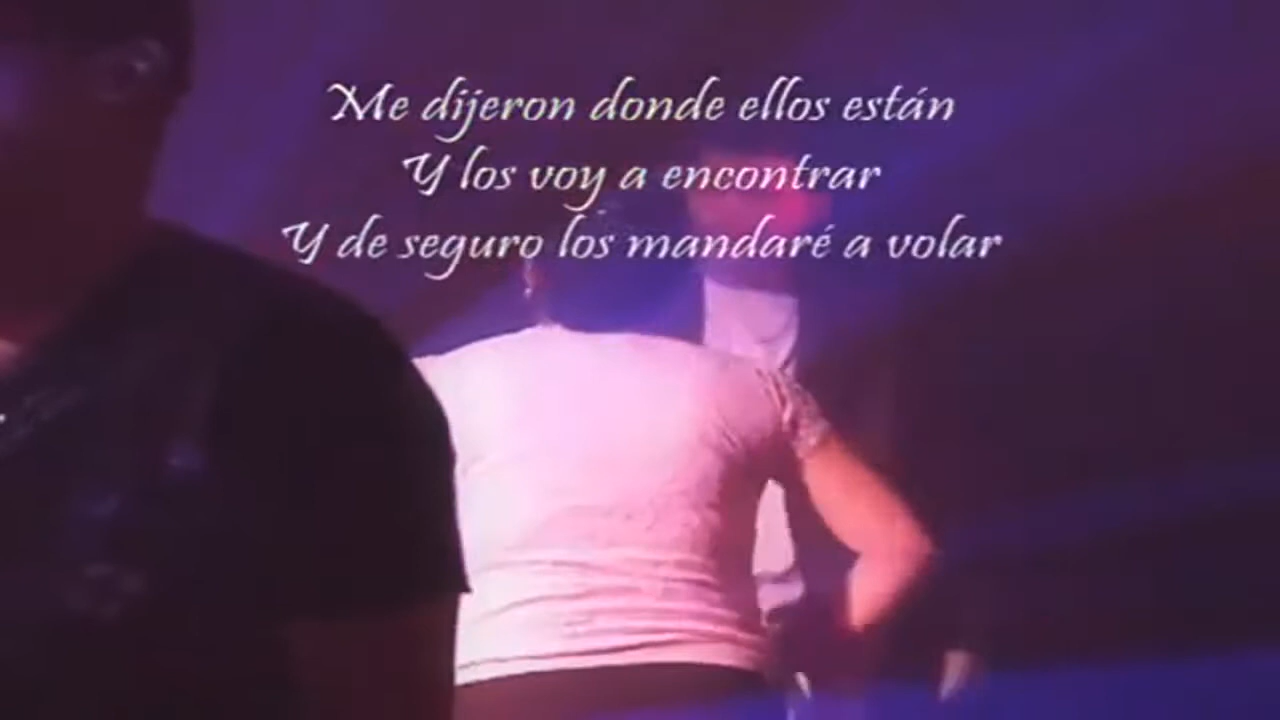 Me dijeron donde ellos están
Y los voy a encontrar
Y de seguro los mandaré a volar